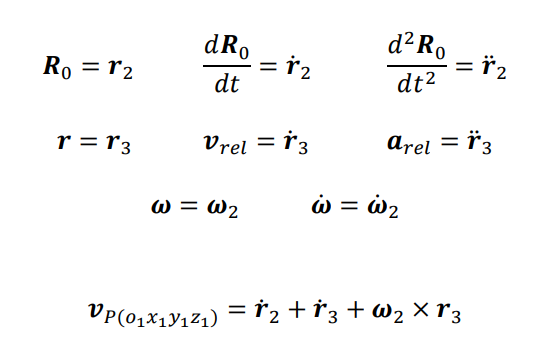 R₀ = r₂ dR₀/dt = ṙ₂ d²R₀/dt² = r̈₂
r = r₃ v_rel = ṙ₃ a_rel = r̈₃
ω = ω₂ ω̇ = ω̇₂
v_P(o₁x₁y₁z₁) = ṙ₂ + ṙ₃ + ω₂ × r₃